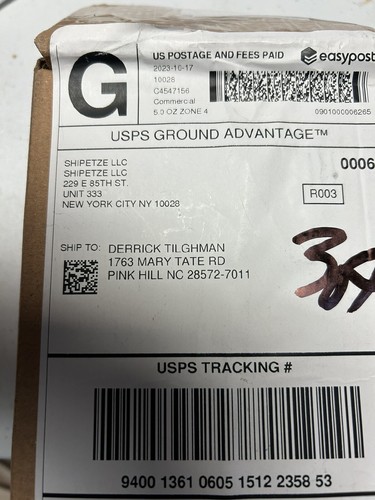 G
US POSTAGE AND FEES PAID
easypost
2023-10-17
10028
C4547156
Commercial
5.0 OZ ZONE 4
0901000006265
USPS GROUND ADVANTAGE™
SHIPETZE LLC
SHIPETZE LLC
229 E 85TH ST.
UNIT 333
NEW YORK CITY NY 10028
0006
R003
SHIP TO: DERRICK TILGHMAN
1763 MARY TATE RD
PINK HILL NC 28572-7011
USPS TRACKING #
9400 1361 0605 1512 2358 53